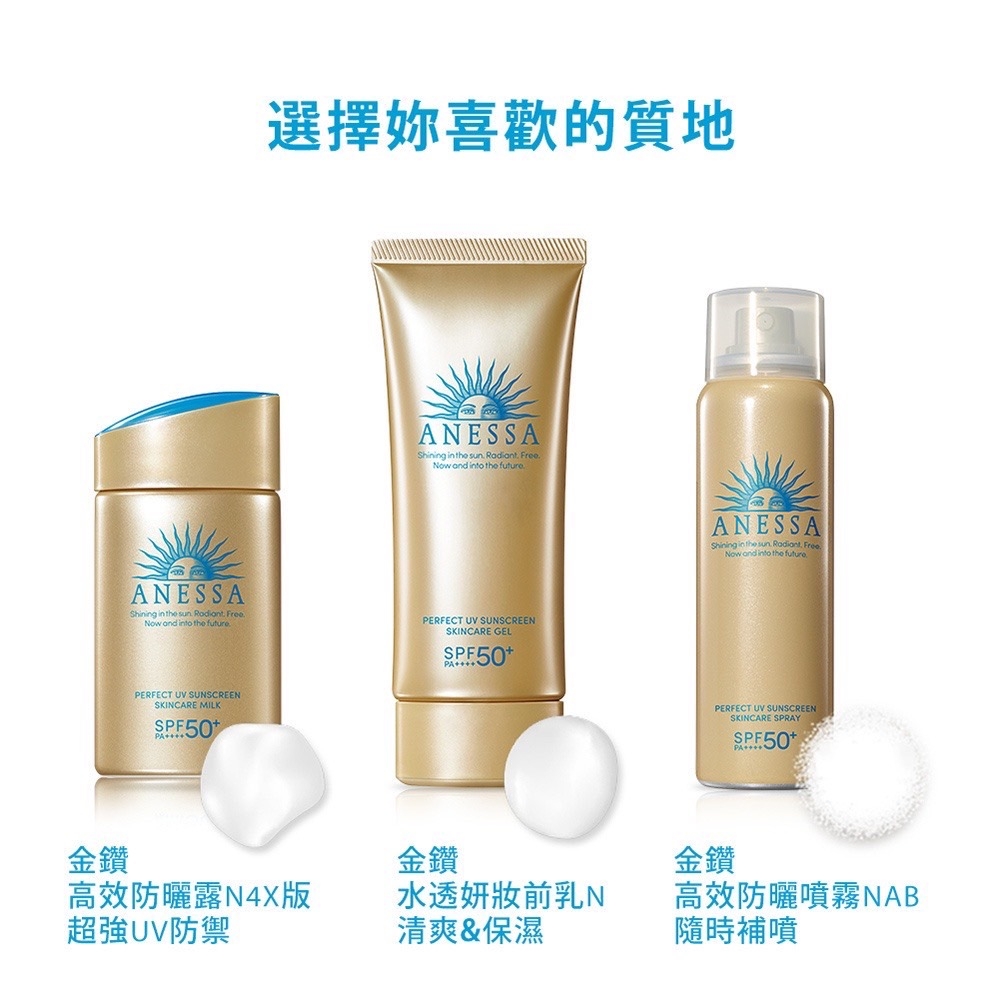 選擇妳喜歡的質地
ANESSA
Shining in the sun. Radiant. Free.
Now and into the future.
PERFECT UV SUNSCREEN
SKINCARE MILK
SPF50+
PA++++
ANESSA
Shining in the sun. Radiant. Free.
Now and into the future.
PERFECT UV SUNSCREEN
SKINCARE GEL
SPF50+
PA++++
ANESSA
Shining in the sun. Radiant. Free.
Now and into the future.
PERFECT UV SUNSCREEN
SKINCARE SPRAY
SPF50+
PA++++
金鑽
高效防曬露N4X版
超強UV防禦
金鑽
水透妍妝前乳N
清爽&保濕
金鑽
高效防曬噴霧NAB
隨時補噴